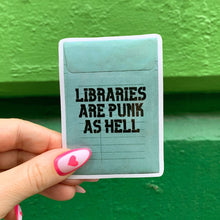 LIBRARIES
ARE PUNK
AS HELL